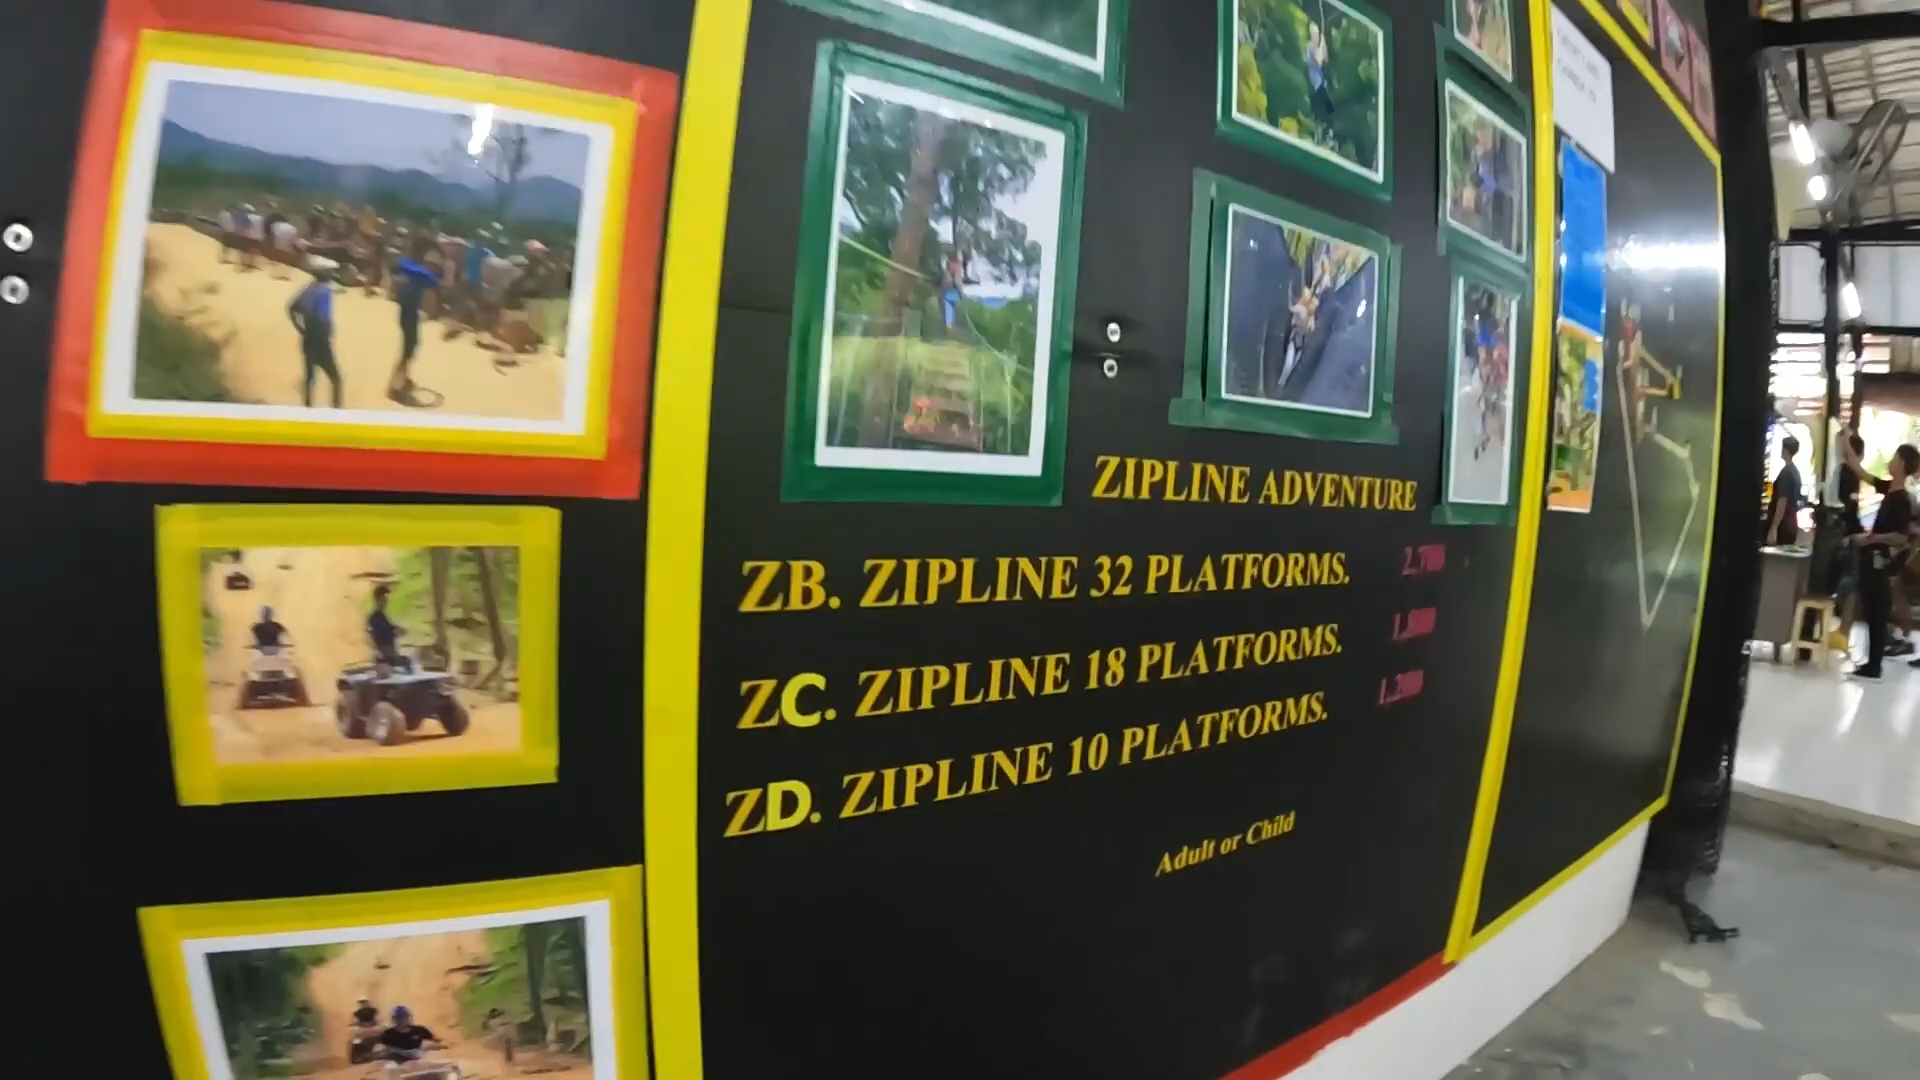 ZIPLINE ADVENTURE
ZB. ZIPLINE 32 PLATFORMS.
ZC. ZIPLINE 18 PLATFORMS.
ZD. ZIPLINE 10 PLATFORMS.
Adult or Child